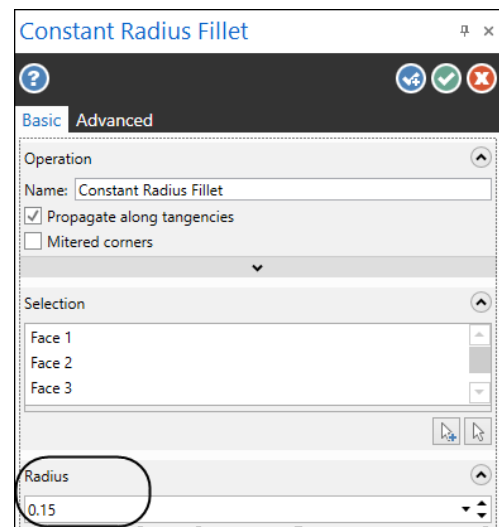 Constant Radius Fillet
?
Basic Advanced
Operation
Name: Constant Radius Fillet
Propagate along tangencies
Mitered corners
Selection
Face 1
Face 2
Face 3
Radius
0.15